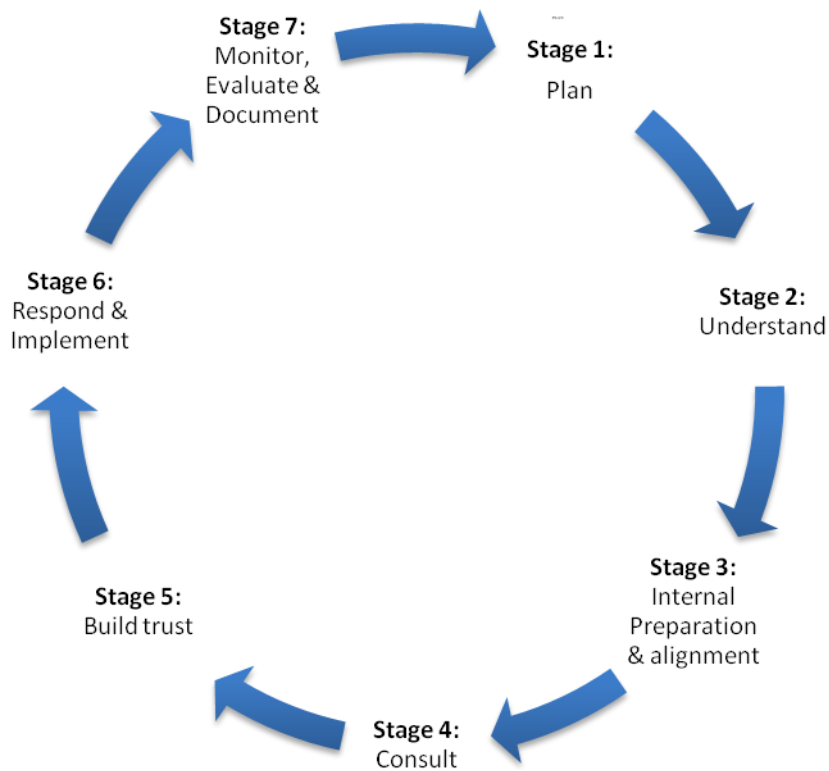 Stage 1:
Plan
Stage 2:
Understand
Stage 3:
Internal
Preparation
& alignment
Stage 4:
Consult
Stage 5:
Build trust
Stage 6:
Respond &
Implement
Stage 7:
Monitor,
Evaluate &
Document